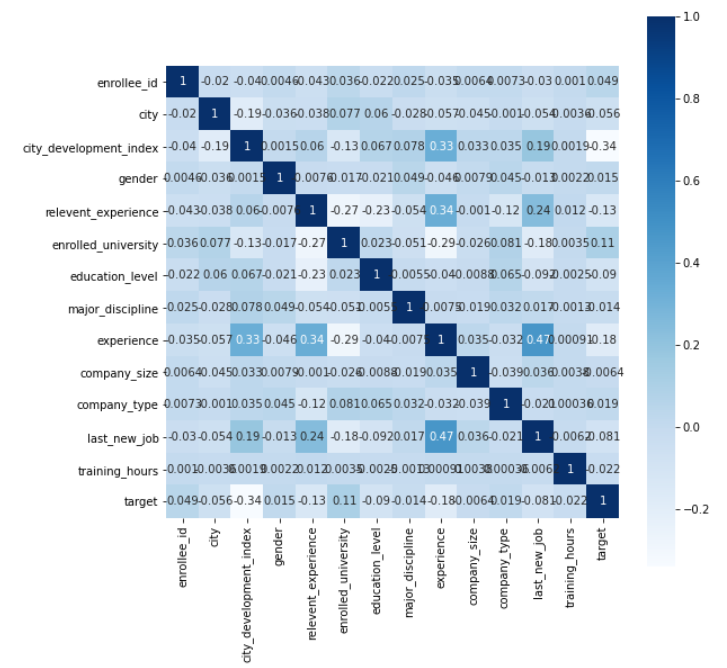 1.0
enrollee_id 1 -0.02 -0.04 0.0046 -0.043 0.036 -0.022 0.025 -0.035 0.0064 0.0073 -0.03 0.001 0.049
0.8
city -0.02 1 -0.19 -0.036 -0.038 0.077 0.06 -0.028 -0.057 -0.045 -0.001 -0.054 0.0036 -0.056
city_development_index -0.04 -0.19 1 0.0015 0.06 -0.13 0.067 0.078 0.33 0.033 0.035 0.19 0.0019 -0.34
gender 0.0046 -0.036 0.0015 1 0.0076 -0.017 -0.021 0.049 -0.046 0.0079 0.045 -0.013 0.0022 0.015
0.6
relevent_experience -0.043 -0.038 0.06 0.0076 1 -0.27 -0.23 -0.054 0.34 -0.001 -0.12 0.24 0.012 -0.13
enrolled_university 0.036 0.077 -0.13 -0.017 -0.27 1 0.023 -0.051 -0.29 -0.026 0.081 -0.18 0.0035 0.11
0.4
education_level -0.022 0.06 0.067 -0.021 -0.23 0.023 1 0.0055 -0.04 0.0088 0.065 -0.092 0.0025 -0.09
major_discipline 0.025 -0.028 0.078 0.049 -0.054 -0.051 1 0.0075 0.019 0.032 0.017 -0.0013 -0.014
experience -0.035 -0.057 0.33 -0.046 0.34 -0.29 -0.04 1 0.035 -0.032 0.47 0.00091 -0.18
0.2
company_size 0.0064 -0.045 0.033 0.0079 -0.001 -0.026 0.0088 0.019 0.035 1 -0.039 0.036 0.0038 0.0064
company_type 0.0073 -0.001 0.035 0.045 -0.12 0.081 0.065 0.032 -0.032 -0.039 1 -0.021 0.00036 0.019
0.0
last_new_job -0.03 -0.054 0.19 -0.013 0.24 -0.18 -0.092 0.017 0.47 0.036 -0.021 1 0.0062 -0.081
training_hours 0.001 0.0036 0.0019 0.0022 0.012 0.0035 0.0025 0.0013 0.00091 0.0038 0.00036 1 -0.022
target 0.049 -0.056 -0.34 0.015 -0.13 0.11 -0.09 -0.014 -0.18 0.0064 0.019 -0.081 -0.022 1
−0.2
enrollee_id
city
city_development_index
gender
relevent_experience
enrolled_university
education_level
major_discipline
experience
company_size
company_type
last_new_job
training_hours
target